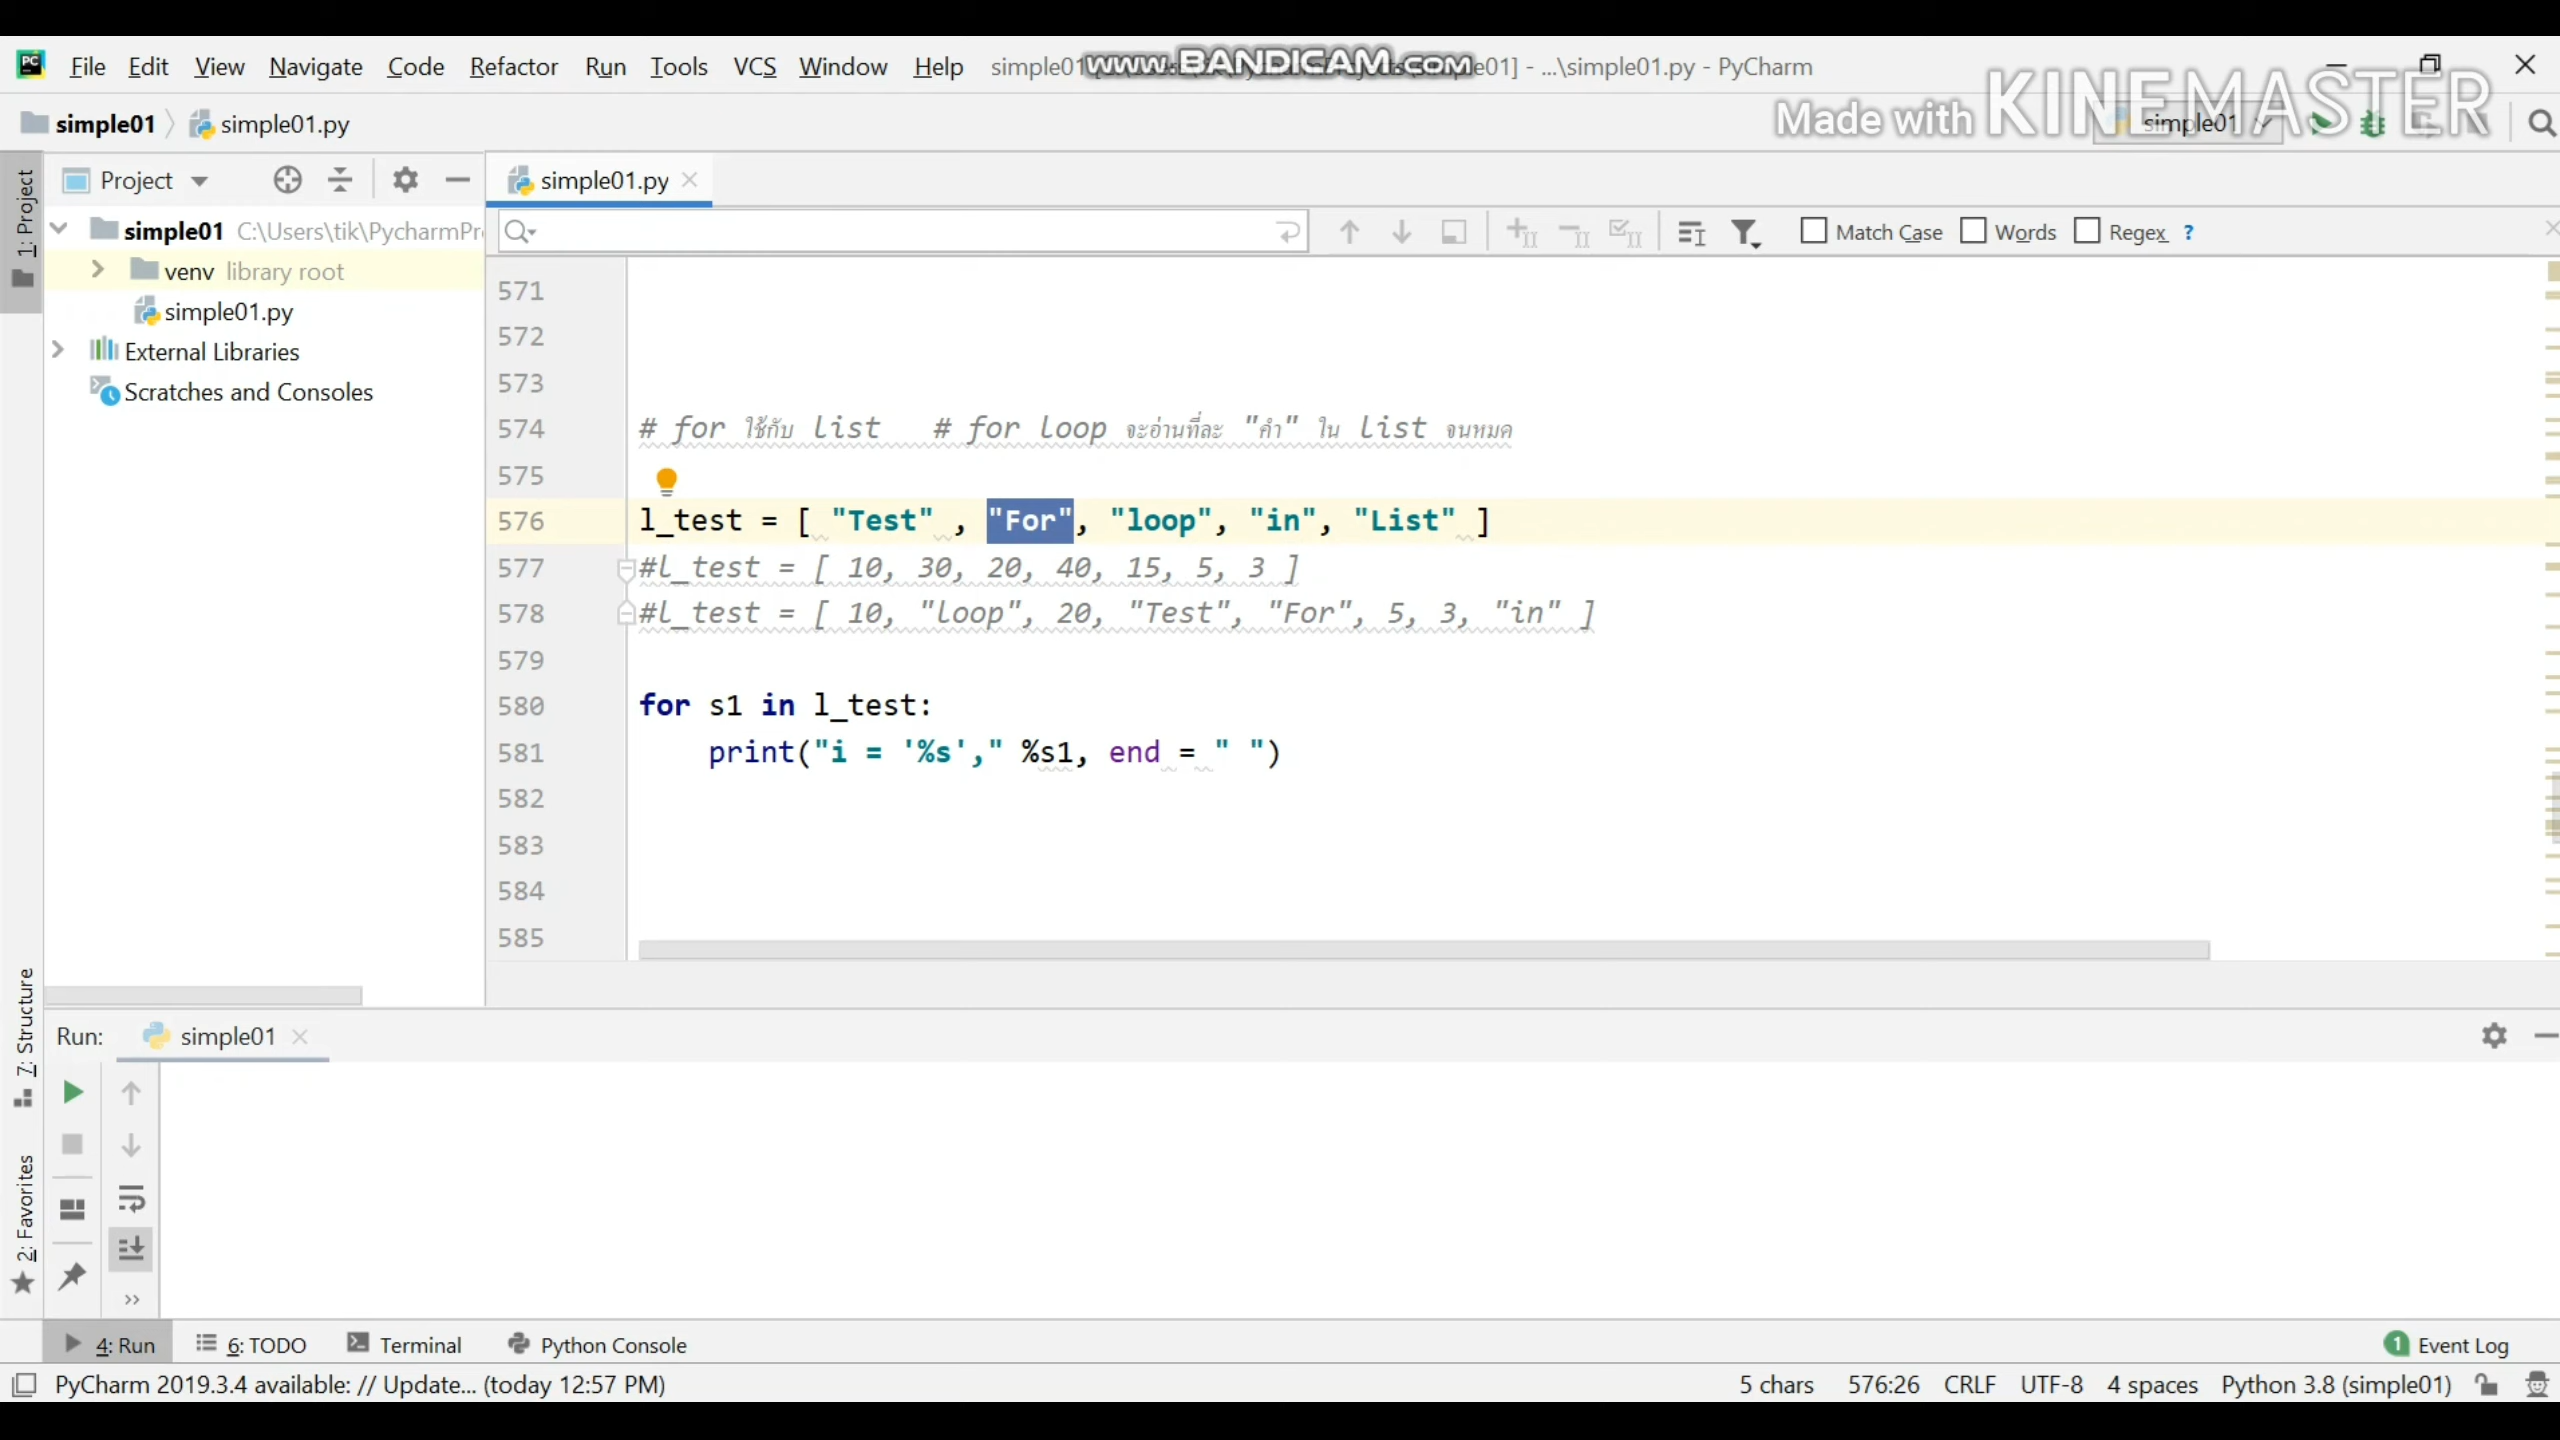 File Edit View Navigate Code Refactor Run Tools VCS Window Help simple01 - ...\simple01.py - PyCharm
www.BANDICAM.com
Made with KINEMASTER
simple01 simple01.py simple01
Project simple01.py
1: Project
simple01 C:\Users\tik\PycharmPr
venv library root
simple01.py
External Libraries
Scratches and Consoles
Match Case Words Regex ?
571
572
573
574 # for ใช้กับ list # for loop จะอ่านที่ละ "คำ" ใน list จนหมด
575
576 l_test = [ "Test" , "For", "loop", "in", "List" ]
577 #l_test = [ 10, 30, 20, 40, 15, 5, 3 ]
578 #l_test = [ 10, "loop", 20, "Test", "For", 5, 3, "in" ]
579
580 for s1 in l_test:
581 print("i = '%s'," %s1, end = " ")
582
583
584
585
7: Structure
2: Favorites
Run: simple01
4: Run 6: TODO Terminal Python Console 1 Event Log
PyCharm 2019.3.4 available: // Update... (today 12:57 PM) 5 chars 576:26 CRLF UTF-8 4 spaces Python 3.8 (simple01)